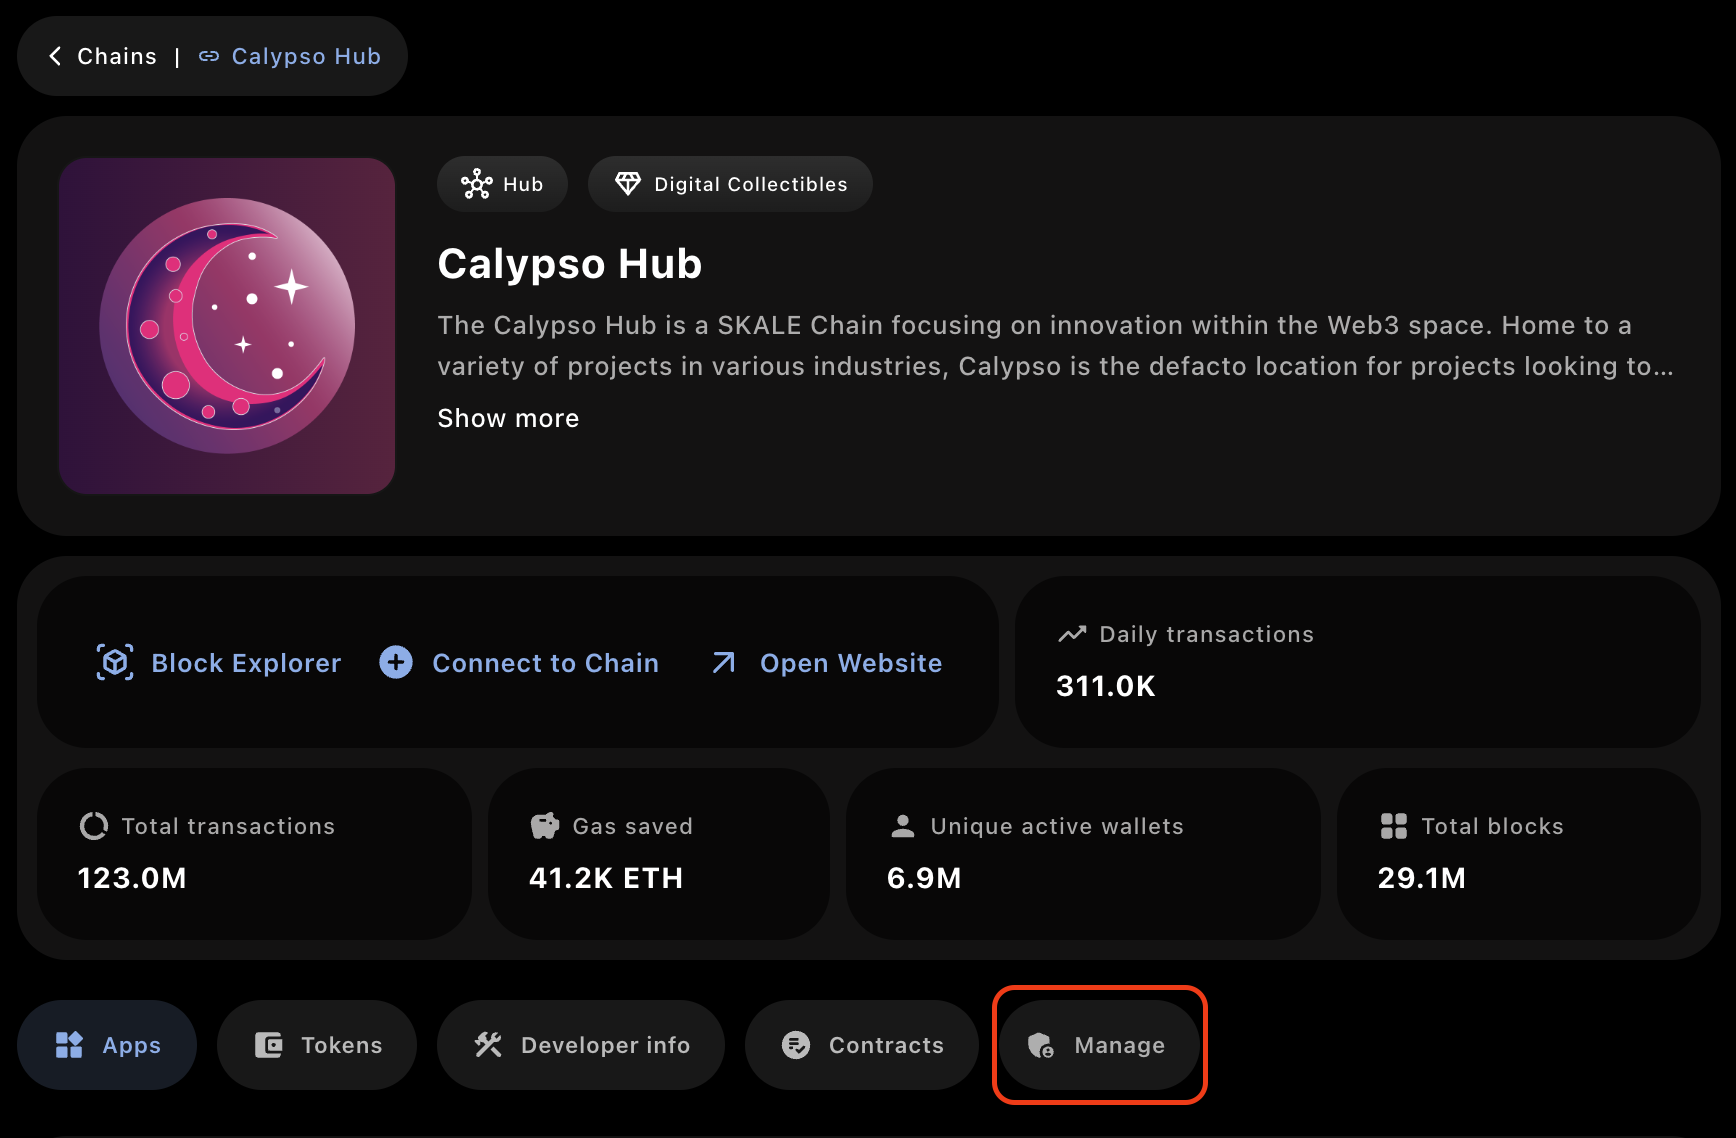 Chains | Calypso Hub
Hub
Digital Collectibles
Calypso Hub
The Calypso Hub is a SKALE Chain focusing on innovation within the Web3 space. Home to a
variety of projects in various industries, Calypso is the defacto location for projects looking to...
Show more
Block Explorer
Connect to Chain
Open Website
Daily transactions
311.0K
Total transactions
123.0M
Gas saved
41.2K ETH
Unique active wallets
6.9M
Total blocks
29.1M
Apps
Tokens
Developer info
Contracts
Manage